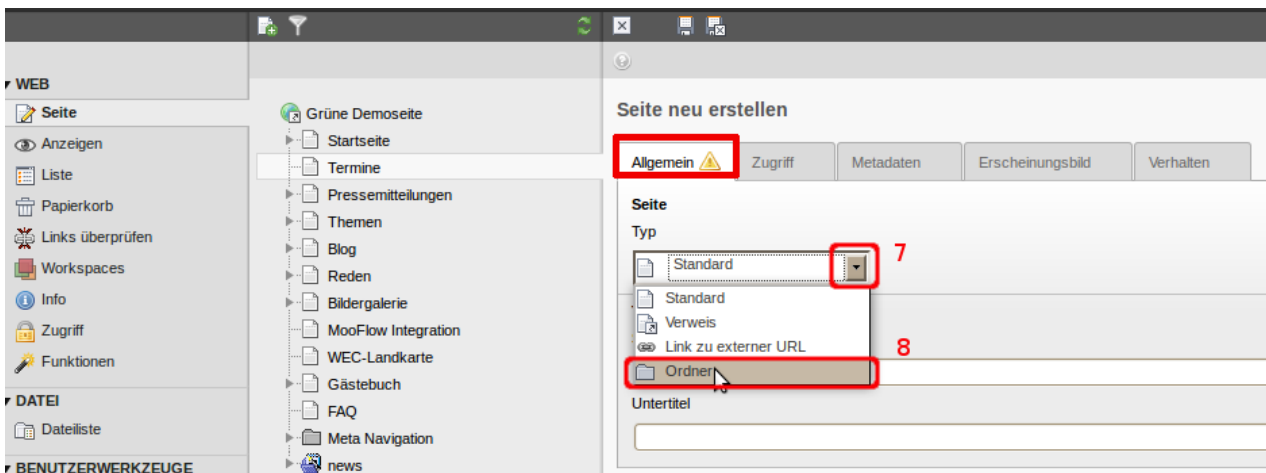 WEB
Seite
Anzeigen
Liste
Papierkorb
Links überprüfen
Workspaces
Info
Zugriff
Funktionen
DATEI
Dateiliste
BENUTZERWERKZEUGE
Grüne Demoseite
Startseite
Termine
Pressemitteilungen
Themen
Blog
Reden
Bildergalerie
MooFlow Integration
WEC-Landkarte
Gästebuch
FAQ
Meta Navigation
news
Seite neu erstellen
Allgemein Zugriff Metadaten Erscheinungsbild Verhalten
Seite
Typ
Standard 7
Standard
Verweis
Link zu externer URL 8
Ordner
Untertitel